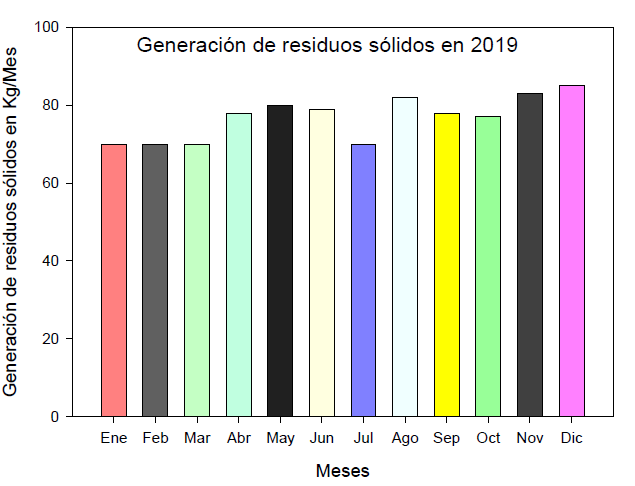 Generación de residuos sólidos en 2019
Generación de residuos sólidos en Kg/Mes
100
80
60
40
20
0
Ene Feb Mar Abr May Jun Jul Ago Sep Oct Nov Dic
Meses